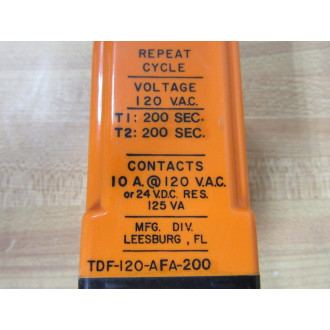 REPEAT
CYCLE
VOLTAGE
120 V.A.C.
T1: 200 SEC.
T2: 200 SEC.
CONTACTS
10 A.@ 120 V.A.C.
or 24 V.D.C. RES.
125 VA
MFG. DIV.
LEESBURG, FL
TDF-120-AFA-200